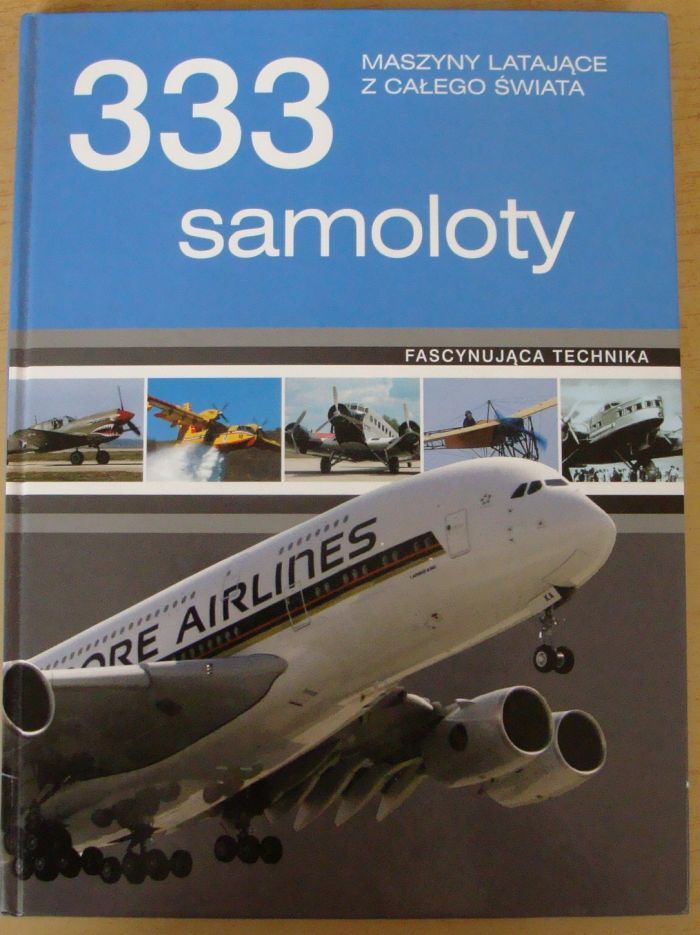 333
MASZYNY LATAJĄCE
Z CAŁEGO ŚWIATA
samoloty
FASCYNUJĄCA TECHNIKA
ORE AIRLINES